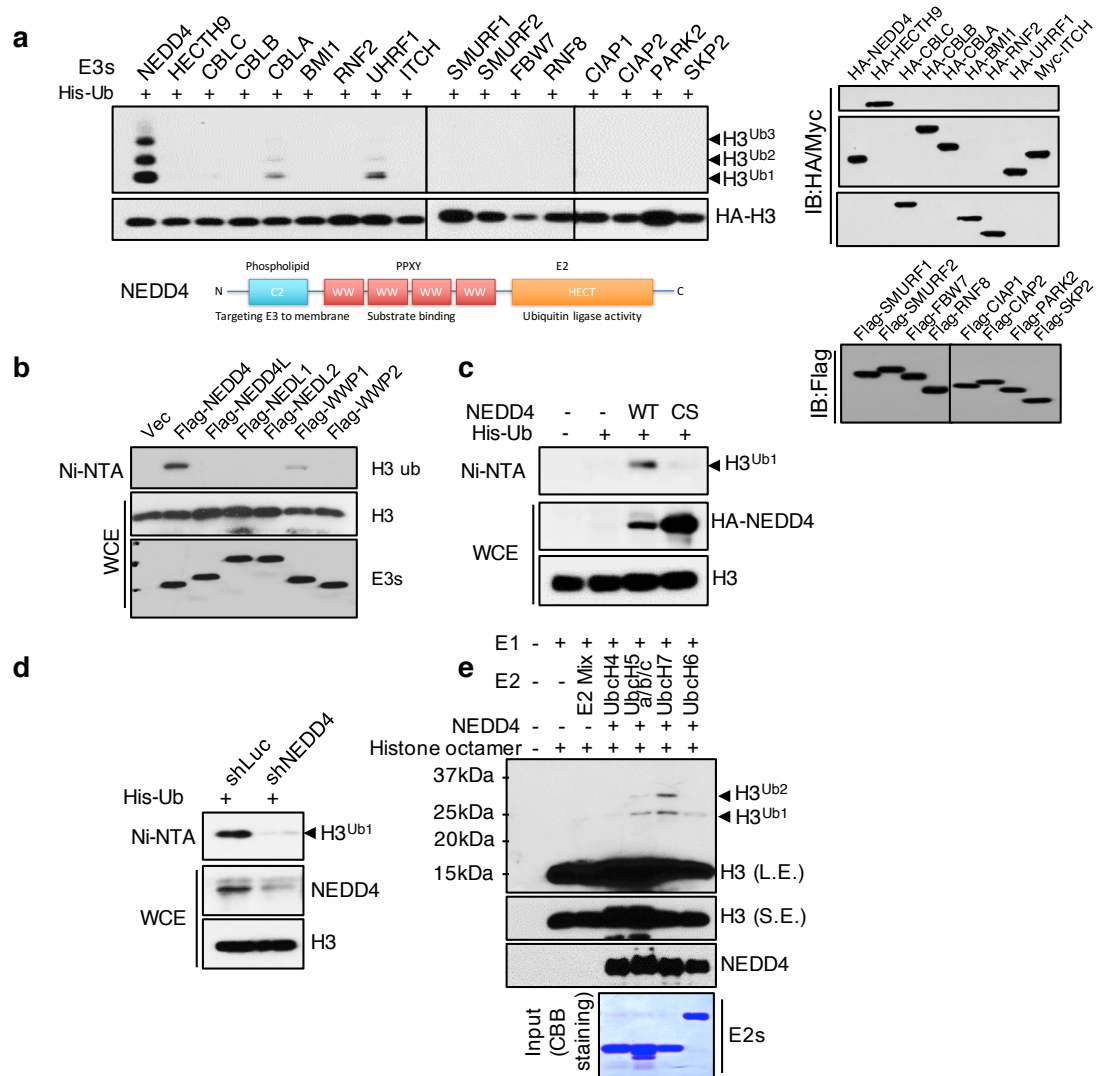 a
E3s
NEDD4
HECTH9
CBLC
CBLB
CBLA
BMI1
RNF2
UHRF1
ITCH
SMURF1
SMURF2
FBW7
RNF8
CIAP1
CIAP2
PARK2
SKP2
His-Ub + + + + + + + + + + + + + + + + +
H3Ub3
H3Ub2
H3Ub1
HA-H3
HA-NEDD4
HA-HECTH9
HA-CBLC
HA-CBLB
HA-CBLA
HA-BMI1
HA-RNF2
HA-UHRF1
Myc-ITCH
IB:HA/Myc
Phospholipid PPXY E2
NEDD4 N C2 WW WW WW WW HECT C
Targeting E3 to membrane Substrate binding Ubiquitin ligase activity
Flag-SMURF1
Flag-SMURF2
Flag-FBW7
Flag-RNF8
Flag-CIAP1
Flag-CIAP2
Flag-PARK2
Flag-SKP2
IB:Flag
b
Vec
Flag-NEDD4
Flag-NEDD4L
Flag-NEDL1
Flag-NEDL2
Flag-WWP1
Flag-WWP2
Ni-NTA H3 ub
WCE
H3
E3s
c
NEDD4 - - WT CS
His-Ub - + + +
Ni-NTA H3Ub1
HA-NEDD4
WCE
H3
d
shLuc
shNEDD4
His-Ub + +
Ni-NTA H3Ub1
NEDD4
WCE
H3
e
E1 - + + + + + +
E2 - - E2 Mix UbcH4 UbcH5 a/b/c UbcH7 UbcH6
NEDD4 - - - + + + +
Histone octamer - + + + + + +
37kDa
H3Ub2
25kDa
H3Ub1
20kDa
15kDa
H3 (L.E.)
H3 (S.E.)
NEDD4
Input
(CBB
staining)
E2s